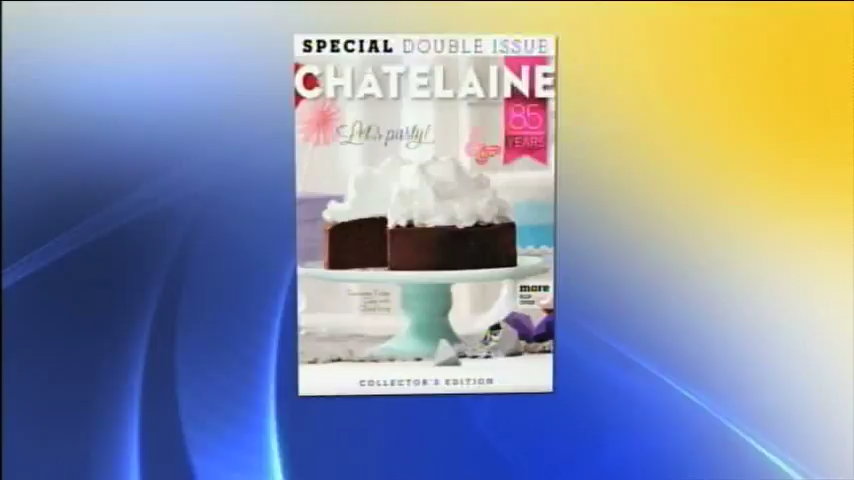 SPECIAL DOUBLE ISSUE
CHATELAINE
85
YEARS
Let's party!
more
COLLECTOR'S EDITION